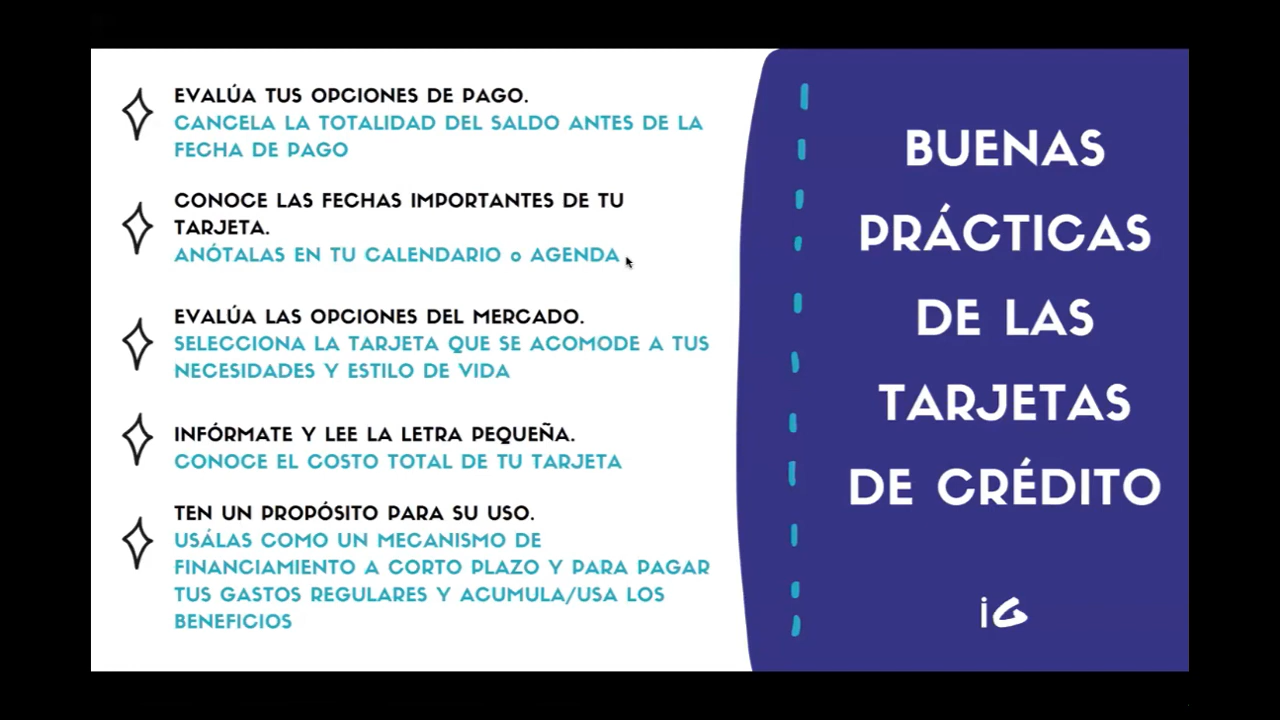 EVALÚA TUS OPCIONES DE PAGO.
CANCELA LA TOTALIDAD DEL SALDO ANTES DE LA
FECHA DE PAGO
CONOCE LAS FECHAS IMPORTANTES DE TU
TARJETA.
ANÓTALAS EN TU CALENDARIO o AGENDA
EVALÚA LAS OPCIONES DEL MERCADO.
SELECCIONA LA TARJETA QUE SE ACOMODE A TUS
NECESIDADES Y ESTILO DE VIDA
INFÓRMATE Y LEE LA LETRA PEQUEÑA.
CONOCE EL COSTO TOTAL DE TU TARJETA
TEN UN PROPÓSITO PARA SU USO.
USÁLAS COMO UN MECANISMO DE
FINANCIAMIENTO A CORTO PLAZO Y PARA PAGAR
TUS GASTOS REGULARES Y ACUMULA/USA LOS
BENEFICIOS
BUENAS
PRÁCTICAS
DE LAS
TARJETAS
DE CRÉDITO
iG